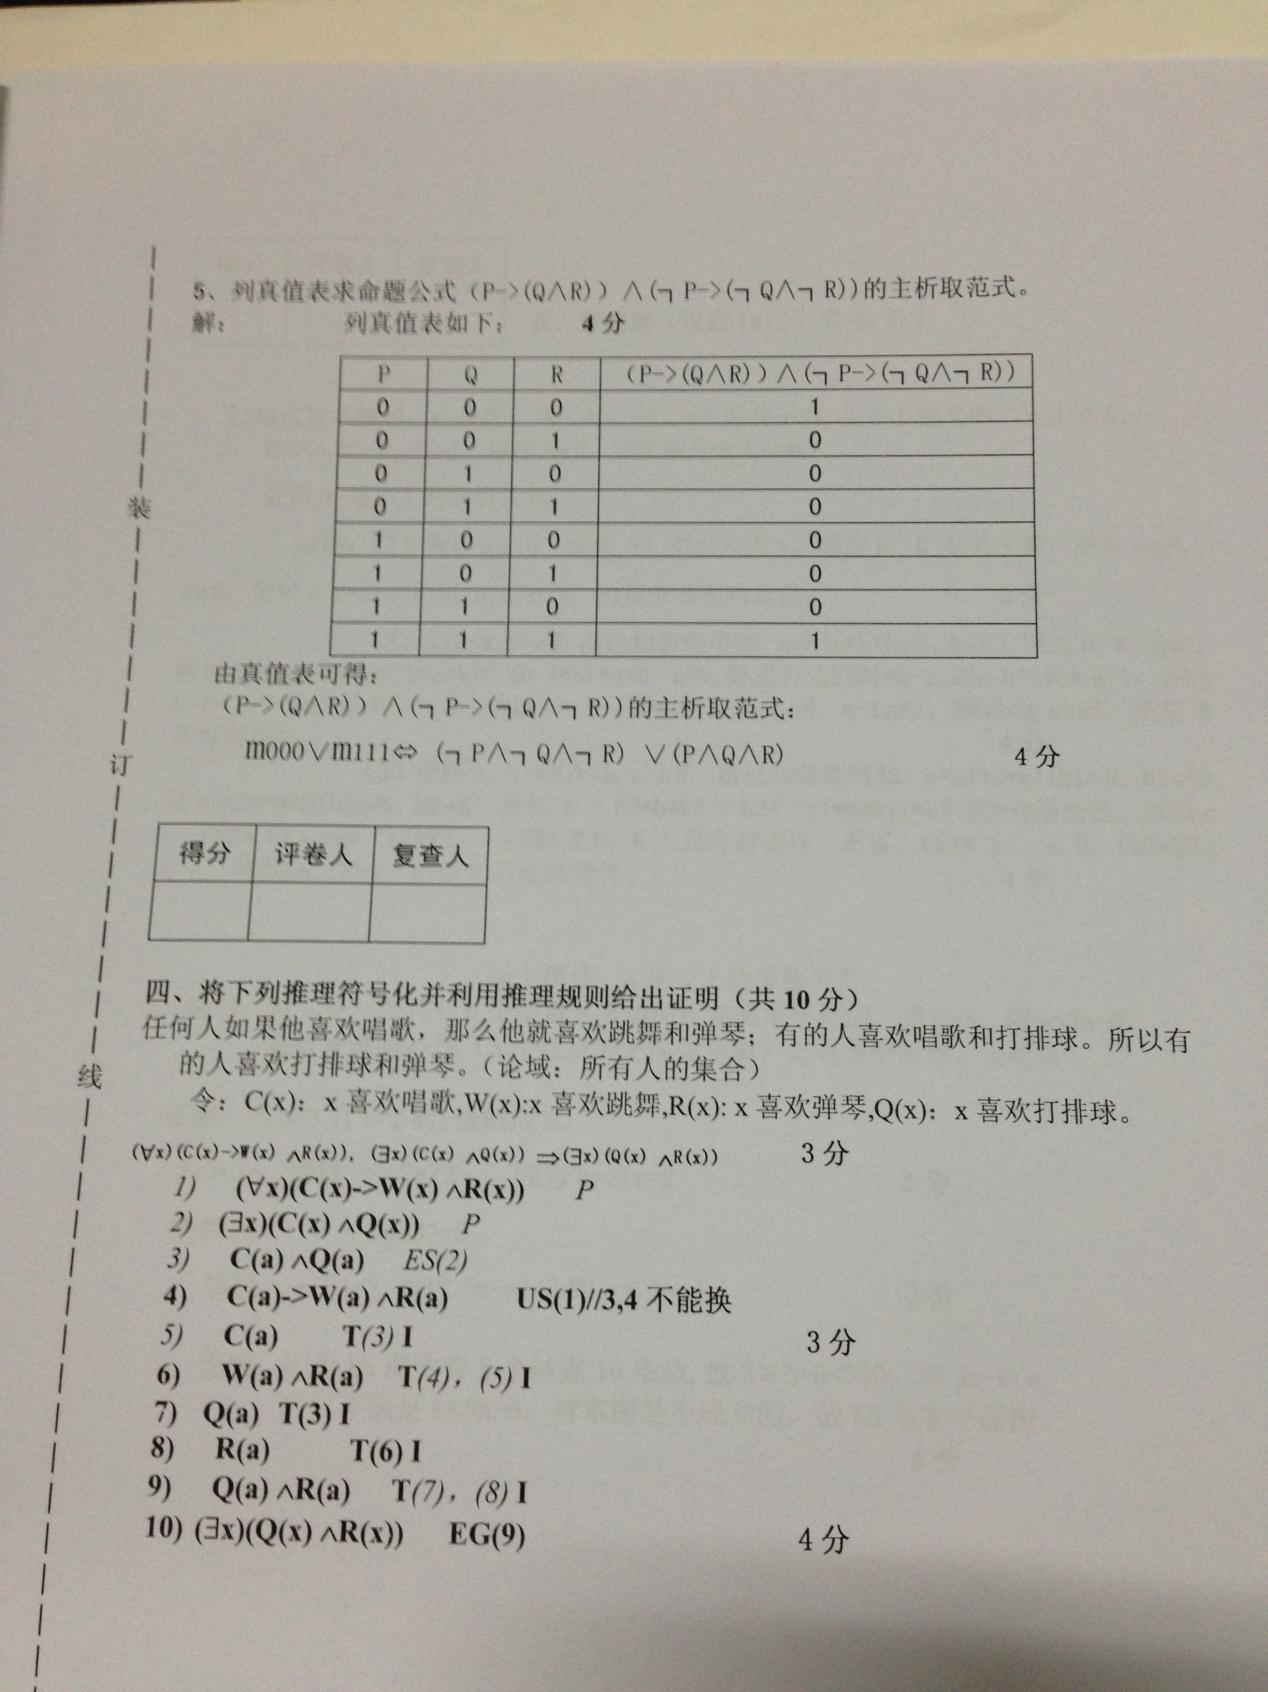 5、列真值表求命题公式（P->(Q∧R)）∧(¬ P->(¬ Q∧¬ R))的主析取范式。
解: 列真值表如下: 4 分
P Q R （P->(Q∧R)）∧(¬ P->(¬ Q∧¬ R))
0 0 0 1
0 0 1 0
0 1 0 0
0 1 1 0
1 0 0 0
1 0 1 0
1 1 0 0
1 1 1 1
由真值表可得:
（P->(Q∧R)）∧(¬ P->(¬ Q∧¬ R))的主析取范式:
m000∨m111⇔ (¬ P∧¬ Q∧¬ R) ∨(P∧Q∧R) 4 分
装
订
线
得分 评卷人 复查人
四、将下列推理符号化并利用推理规则给出证明（共 10 分）
任何人如果他喜欢唱歌，那么他就喜欢跳舞和弹琴；有的人喜欢唱歌和打排球。所以有
的人喜欢打排球和弹琴。（论域：所有人的集合）
令：C(x)：x 喜欢唱歌,W(x):x 喜欢跳舞,R(x): x 喜欢弹琴,Q(x)：x 喜欢打排球。
(∀x)(C(x)->W(x) ∧R(x)), (∃x)(C(x) ∧Q(x)) ⇒(∃x)(Q(x) ∧R(x)) 3 分
1) (∀x)(C(x)->W(x) ∧R(x)) P
2) (∃x)(C(x) ∧Q(x)) P
3) C(a) ∧Q(a) ES(2)
4) C(a)->W(a) ∧R(a) US(1)//3,4 不能换
5) C(a) T(3) I 3 分
6) W(a) ∧R(a) T(4)，(5) I
7) Q(a) T(3) I
8) R(a) T(6) I
9) Q(a) ∧R(a) T(7)，(8) I
10) (∃x)(Q(x) ∧R(x)) EG(9) 4 分